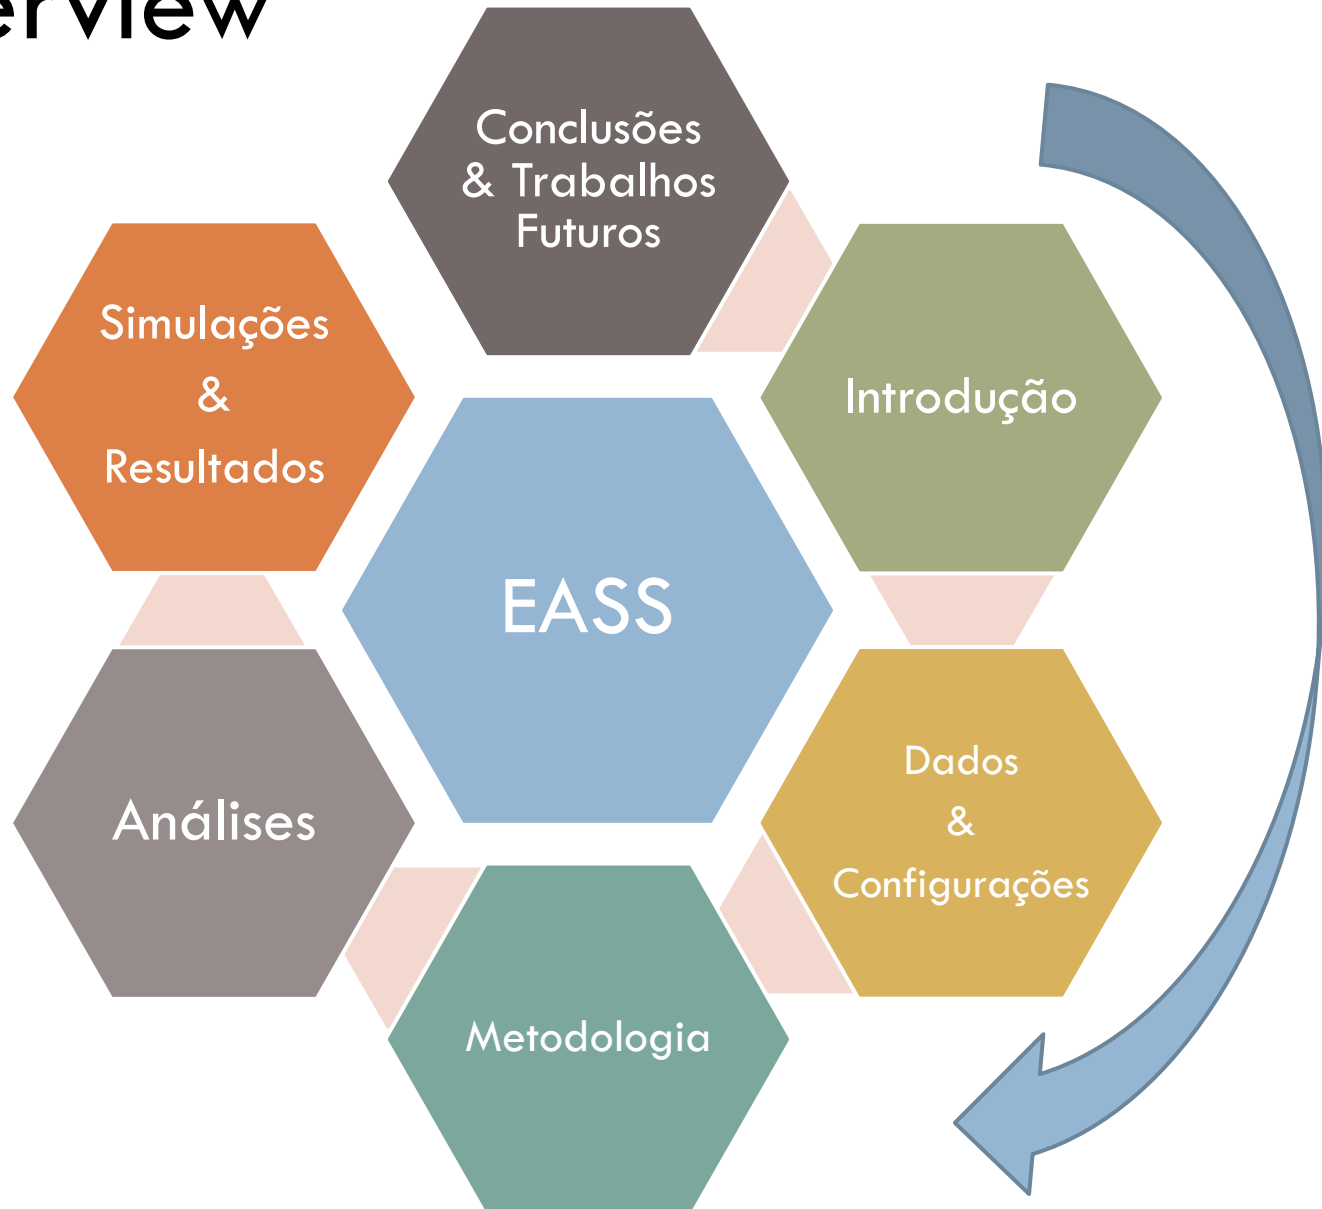 erview
Conclusões
& Trabalhos
Futuros
Simulações
&
Resultados
Introdução
EASS
Dados
&
Configurações
Análises
Metodologia